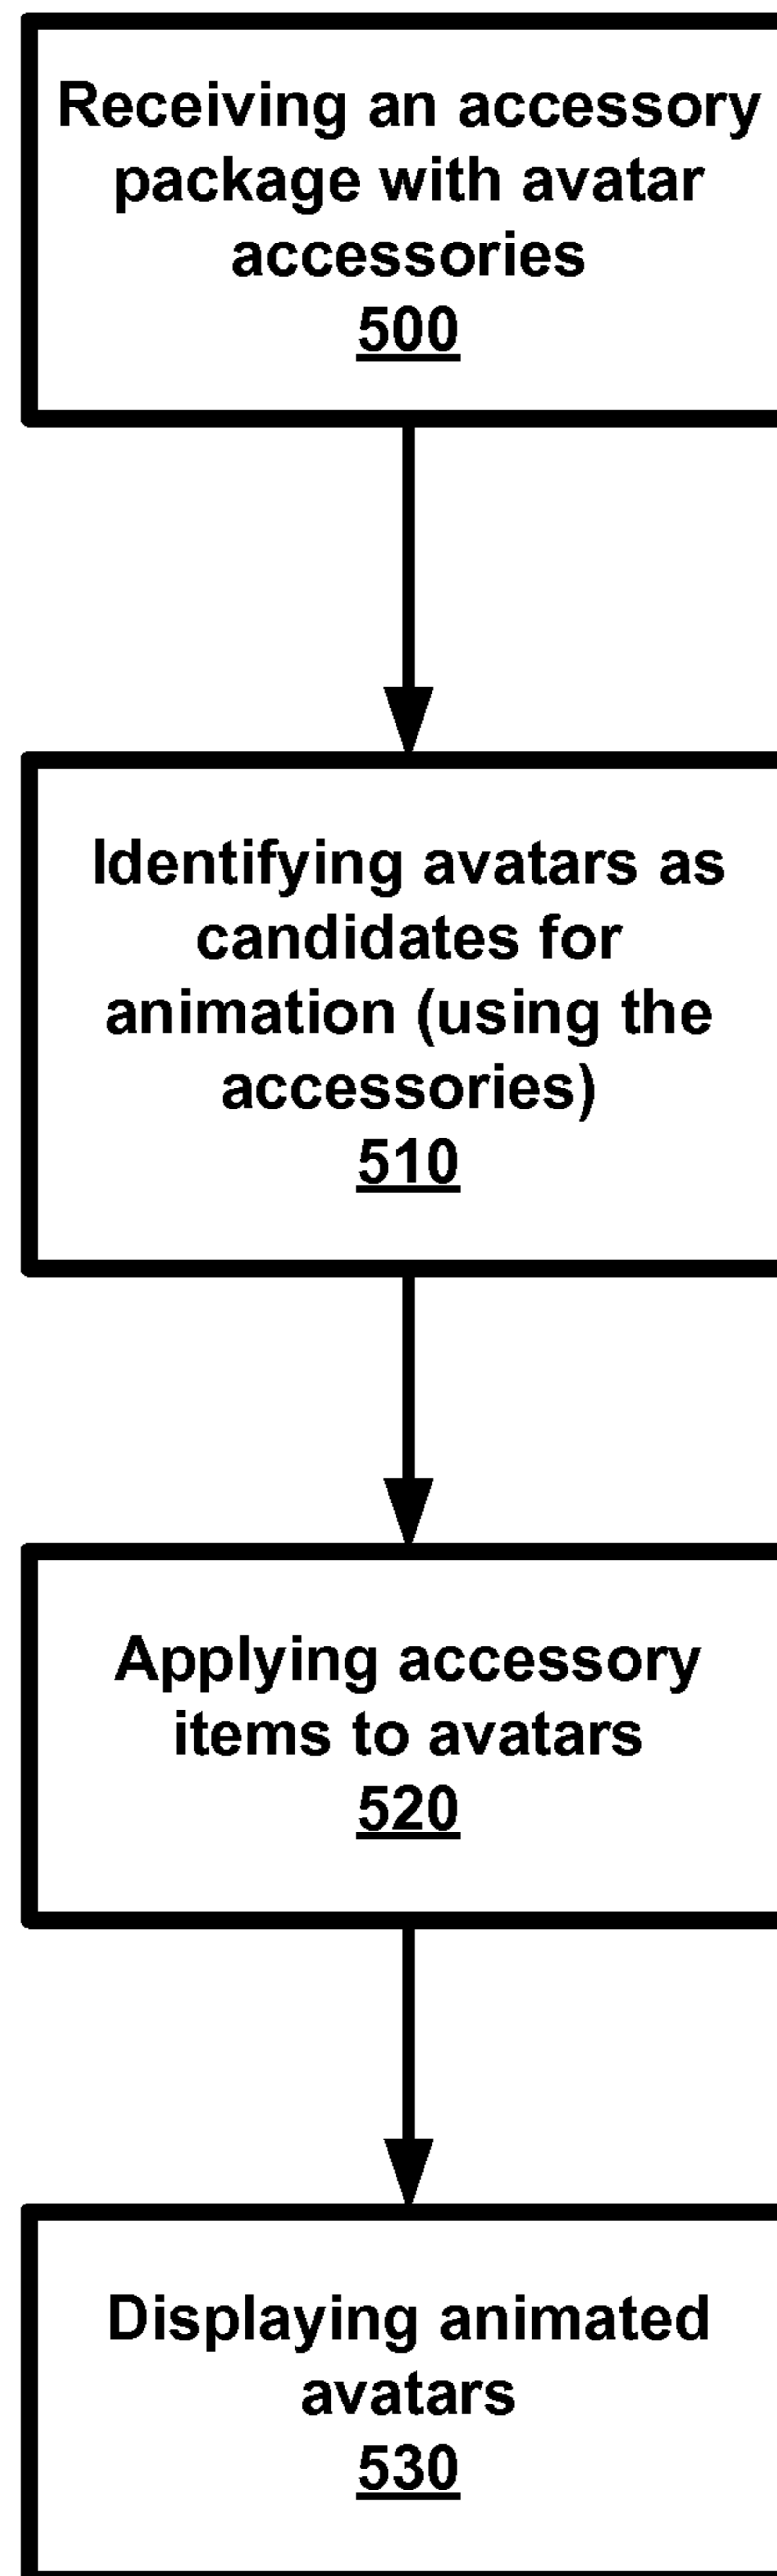 Receiving an accessory
package with avatar
accessories
500
Identifying avatars as
candidates for
animation (using the
accessories)
510
Applying accessory
items to avatars
520
Displaying animated
avatars
530